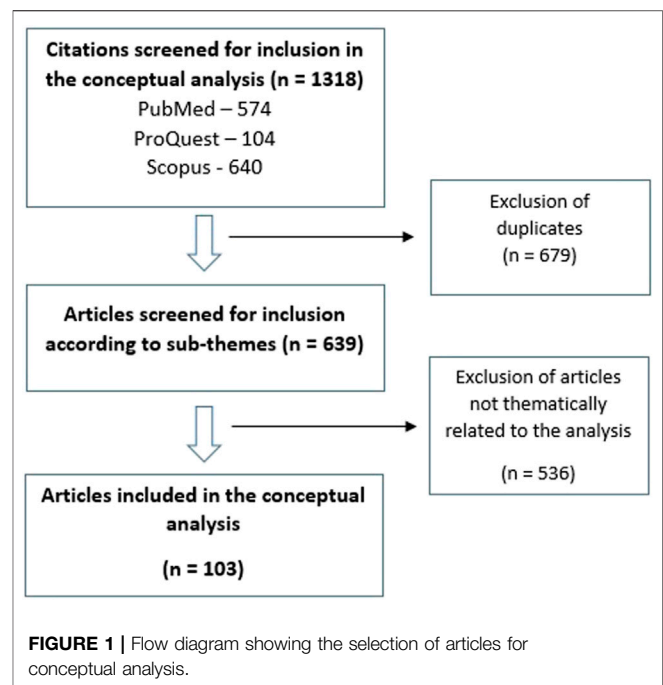 Citations screened for inclusion in
the conceptual analysis (n = 1318)
PubMed – 574
ProQuest – 104
Scopus - 640
Exclusion of
duplicates
(n = 679)
Articles screened for inclusion
according to sub-themes (n = 639)
Exclusion of articles
not thematically
related to the analysis
(n = 536)
Articles included in the conceptual
analysis
(n = 103)
FIGURE 1 | Flow diagram showing the selection of articles for
conceptual analysis.